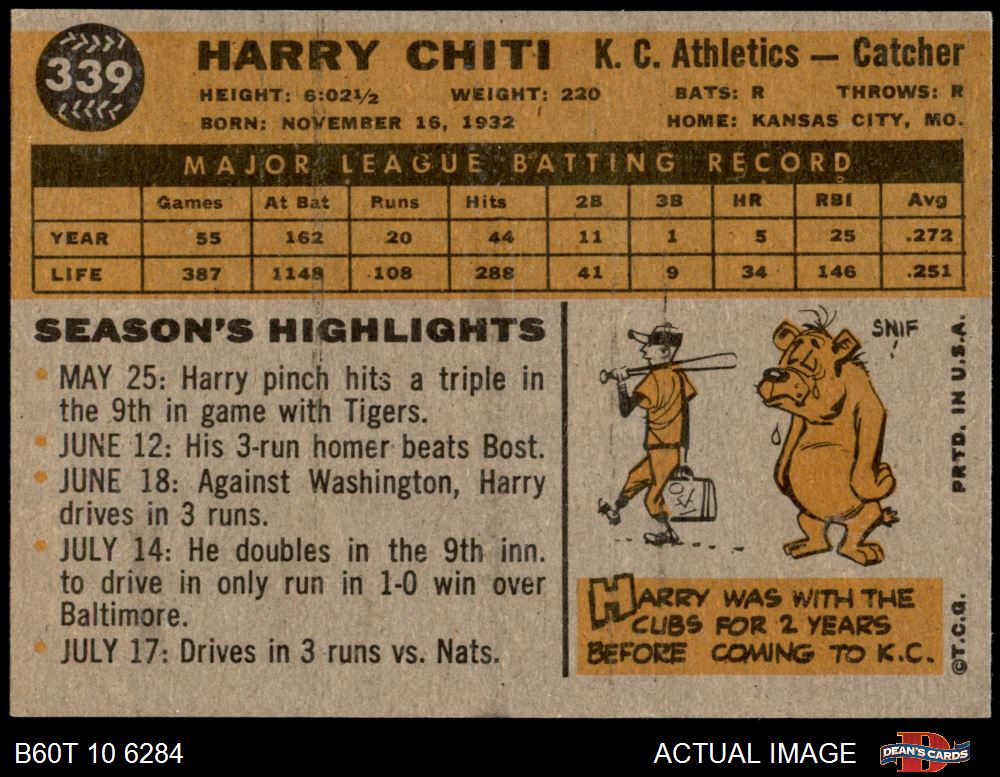 339
HARRY CHITI K. C. Athletics — Catcher
HEIGHT: 6:02½ WEIGHT: 220 BATS: R THROWS: R
BORN: NOVEMBER 16, 1932 HOME: KANSAS CITY, MO.
MAJOR LEAGUE BATTING RECORD
Games At Bat Runs Hits 2B 3B HR RBI Avg
YEAR 55 162 20 44 11 1 5 25 .272
LIFE 387 1148 108 288 41 9 34 146 .251
SEASON'S HIGHLIGHTS
• MAY 25: Harry pinch hits a triple in
the 9th in game with Tigers.
• JUNE 12: His 3-run homer beats Bost.
• JUNE 18: Against Washington, Harry
drives in 3 runs.
• JULY 14: He doubles in the 9th inn.
to drive in only run in 1-0 win over
Baltimore.
• JULY 17: Drives in 3 runs vs. Nats.
SNIF
!
HARRY WAS WITH THE
CUBS FOR 2 YEARS
BEFORE COMING TO K.C.
PRTD. IN U.S.A.
©T.C.G.
B60T 10 6284 ACTUAL IMAGE
DEAN'S CARDS